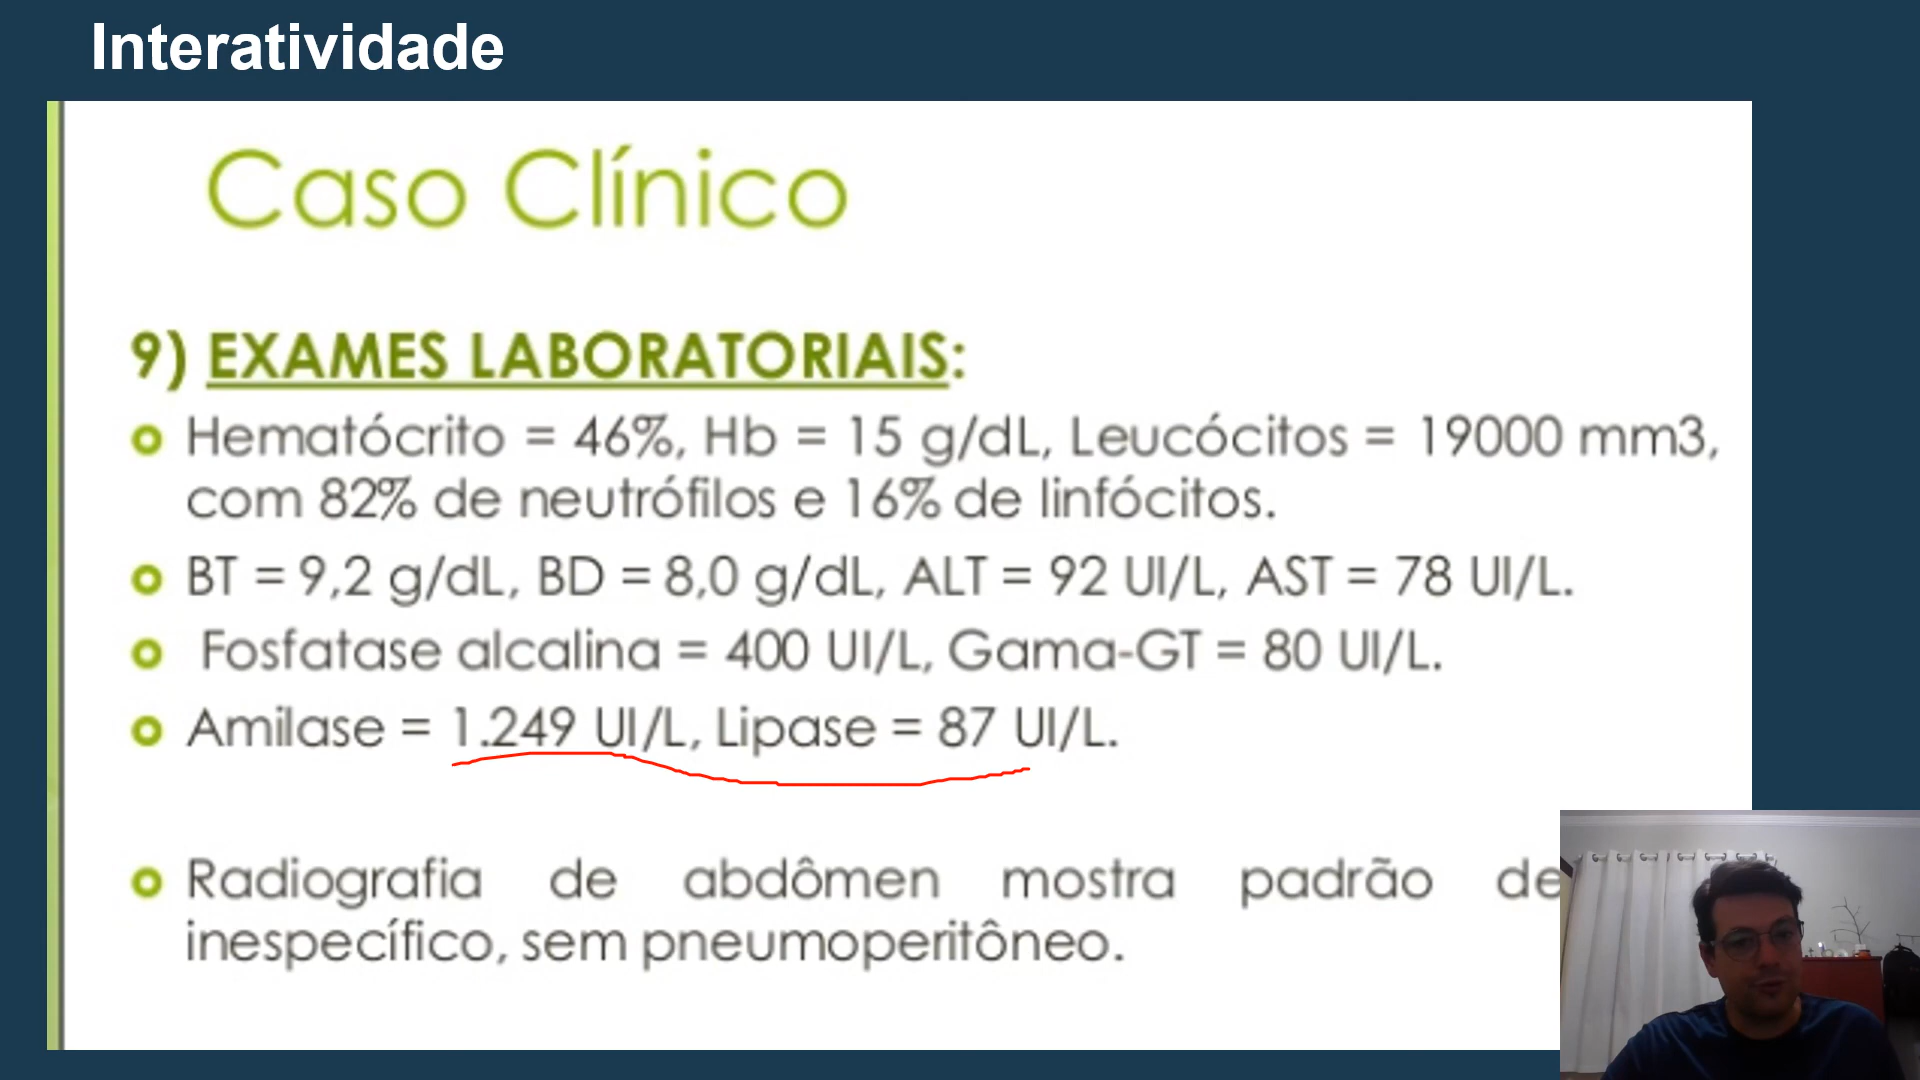 Interatividade
Caso Clínico
9) EXAMES LABORATORIAIS:
Hematócrito = 46%, Hb = 15 g/dL, Leucócitos = 19000 mm3,
com 82% de neutrófilos e 16% de linfócitos.
BT = 9,2 g/dL, BD = 8,0 g/dL, ALT = 92 UI/L, AST = 78 UI/L.
Fosfatase alcalina = 400 UI/L, Gama-GT = 80 UI/L.
Amilase = 1.249 UI/L, Lipase = 87 UI/L.
Radiografia de abdômen mostra padrão de
inespecífico, sem pneumoperitôneo.